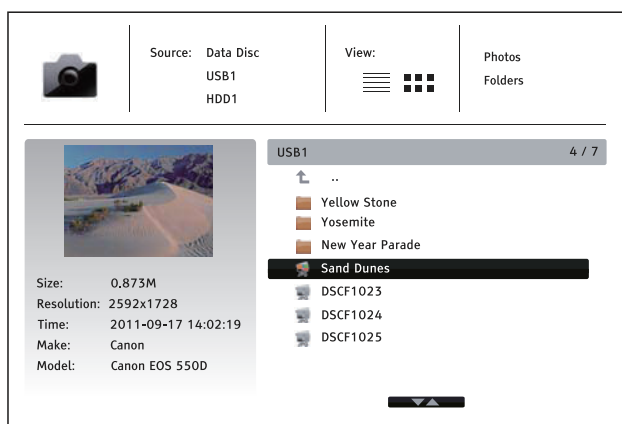 Source: Data Disc
USB1
HDD1
View:
Photos
Folders
USB1 4 / 7
..
Yellow Stone
Yosemite
New Year Parade
Sand Dunes
DSCF1023
DSCF1024
DSCF1025
Size: 0.873M
Resolution: 2592x1728
Time: 2011-09-17 14:02:19
Make: Canon
Model: Canon EOS 550D